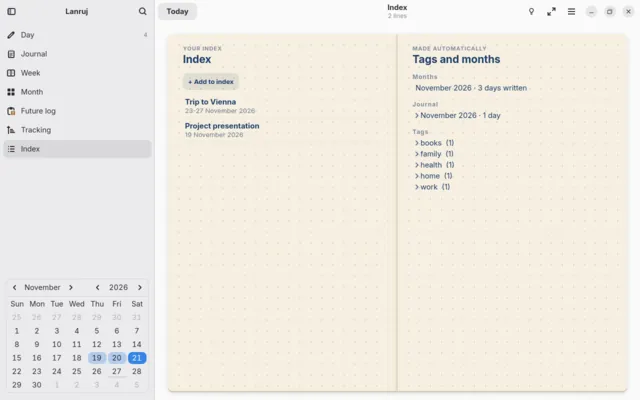 Lanruj
Day 4
Journal
Week
Month
Future log
Tracking
Index
November 2026
Sun Mon Tue Wed Thu Fri Sat
25 26 27 28 29 30 31
1 2 3 4 5 6 7
8 9 10 11 12 13 14
15 16 17 18 19 20 21
22 23 24 25 26 27 28
29 30 1 2 3 4 5
Today
Index
2 lines
YOUR INDEX
Index
+ Add to index
Trip to Vienna
23-27 November 2026
Project presentation
19 November 2026
MADE AUTOMATICALLY
Tags and months
Months
November 2026 · 3 days written
Journal
November 2026 · 1 day
Tags
books (1)
family (1)
health (1)
home (1)
work (1)